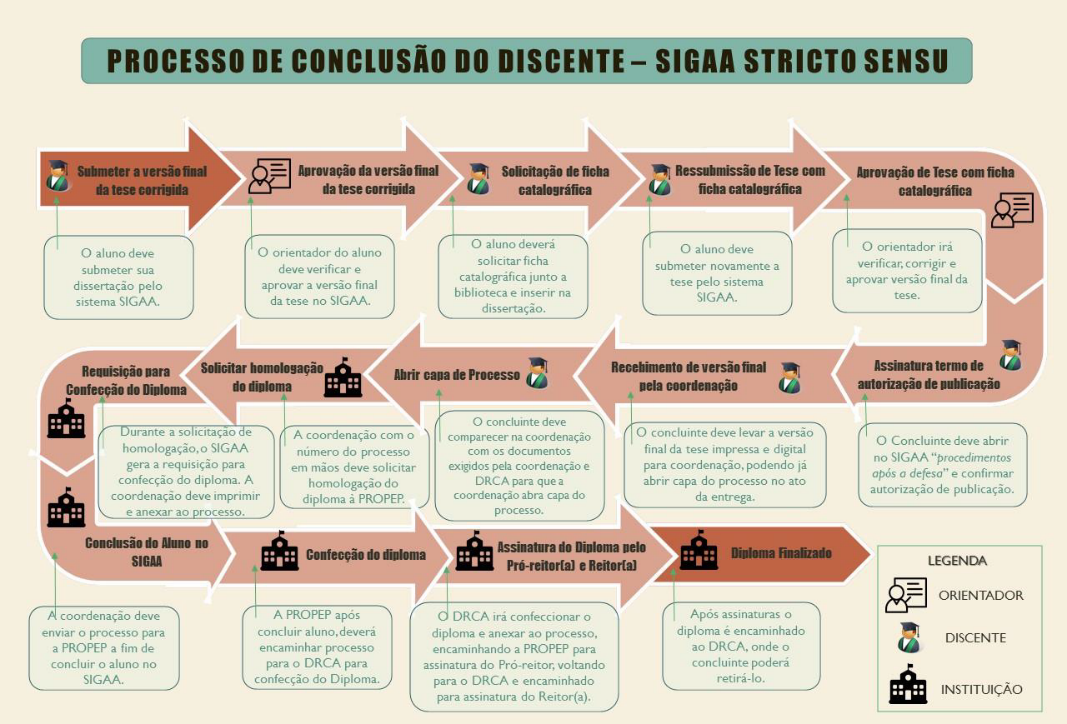 PROCESSO DE CONCLUSÃO DO DISCENTE – SIGAA STRICTO SENSU
Submeter a versão final
da tese corrigida
Aprovação da versão final
da tese corrigida
Solicitação de ficha
catalográfica
Ressubmissão de Tese com
ficha catalográfica
Aprovação de Tese com ficha
catalográfica
O aluno deve
submeter sua
dissertação pelo
sistema SIGAA.
O orientador do aluno
deve verificar e
aprovar a versão final
da tese no SIGAA.
O aluno deverá
solicitar ficha
catalográfica junto a
biblioteca e inserir na
dissertação.
O aluno deve
submeter novamente a
tese pelo sistema
SIGAA.
O orientador irá
verificar, corrigir e
aprovar versão final da
tese.
Assinatura termo de
autorização de publicação
Recebimento de versão final
pela coordenação
Abrir capa de Processo
Solicitar homologação
do diploma
Requisição para
Confecção do Diploma
O Concluinte deve abrir
no SIGAA “procedimentos
após a defesa” e confirmar
autorização de publicação.
O concluinte deve levar a versão
final da tese impressa e digital
para coordenação, podendo já
abrir capa do processo no ato
da entrega.
O concluinte deve
comparecer na coordenação
com os documentos
exigidos pela coordenação e
DRCA para que a
coordenação abra capa do
processo.
A coordenação com o
número do processo
em mãos deve solicitar
homologação do
diploma á PROPEP.
Durante a solicitação de
homologação, o SIGAA
gera a requisição para
confecção do diploma. A
coordenação deve imprimir
e anexar ao processo.
Conclusão do Aluno no
SIGAA
Confecção do diploma
Assinatura do Diploma pelo
Pró-reitor(a) e Reitor(a)
Diploma Finalizado
A coordenação deve
enviar o processo para
a PROPEP a fim de
concluir o aluno no
SIGAA.
A PROPEP após
concluir aluno, deverá
encaminhar processo
para o DRCA para
confecção do Diploma.
O DRCA irá confeccionar o
diploma e anexar ao processo,
encaminhando a PROPEP para
assinatura do Pró-reitor, voltando
para o DRCA e encaminhado
para assinatura do Reitor(a).
Após assinaturas o
diploma é encaminhado
ao DRCA, onde o
concluinte poderá
retirá-lo.
LEGENDA
ORIENTADOR
DISCENTE
INSTITUIÇÃO